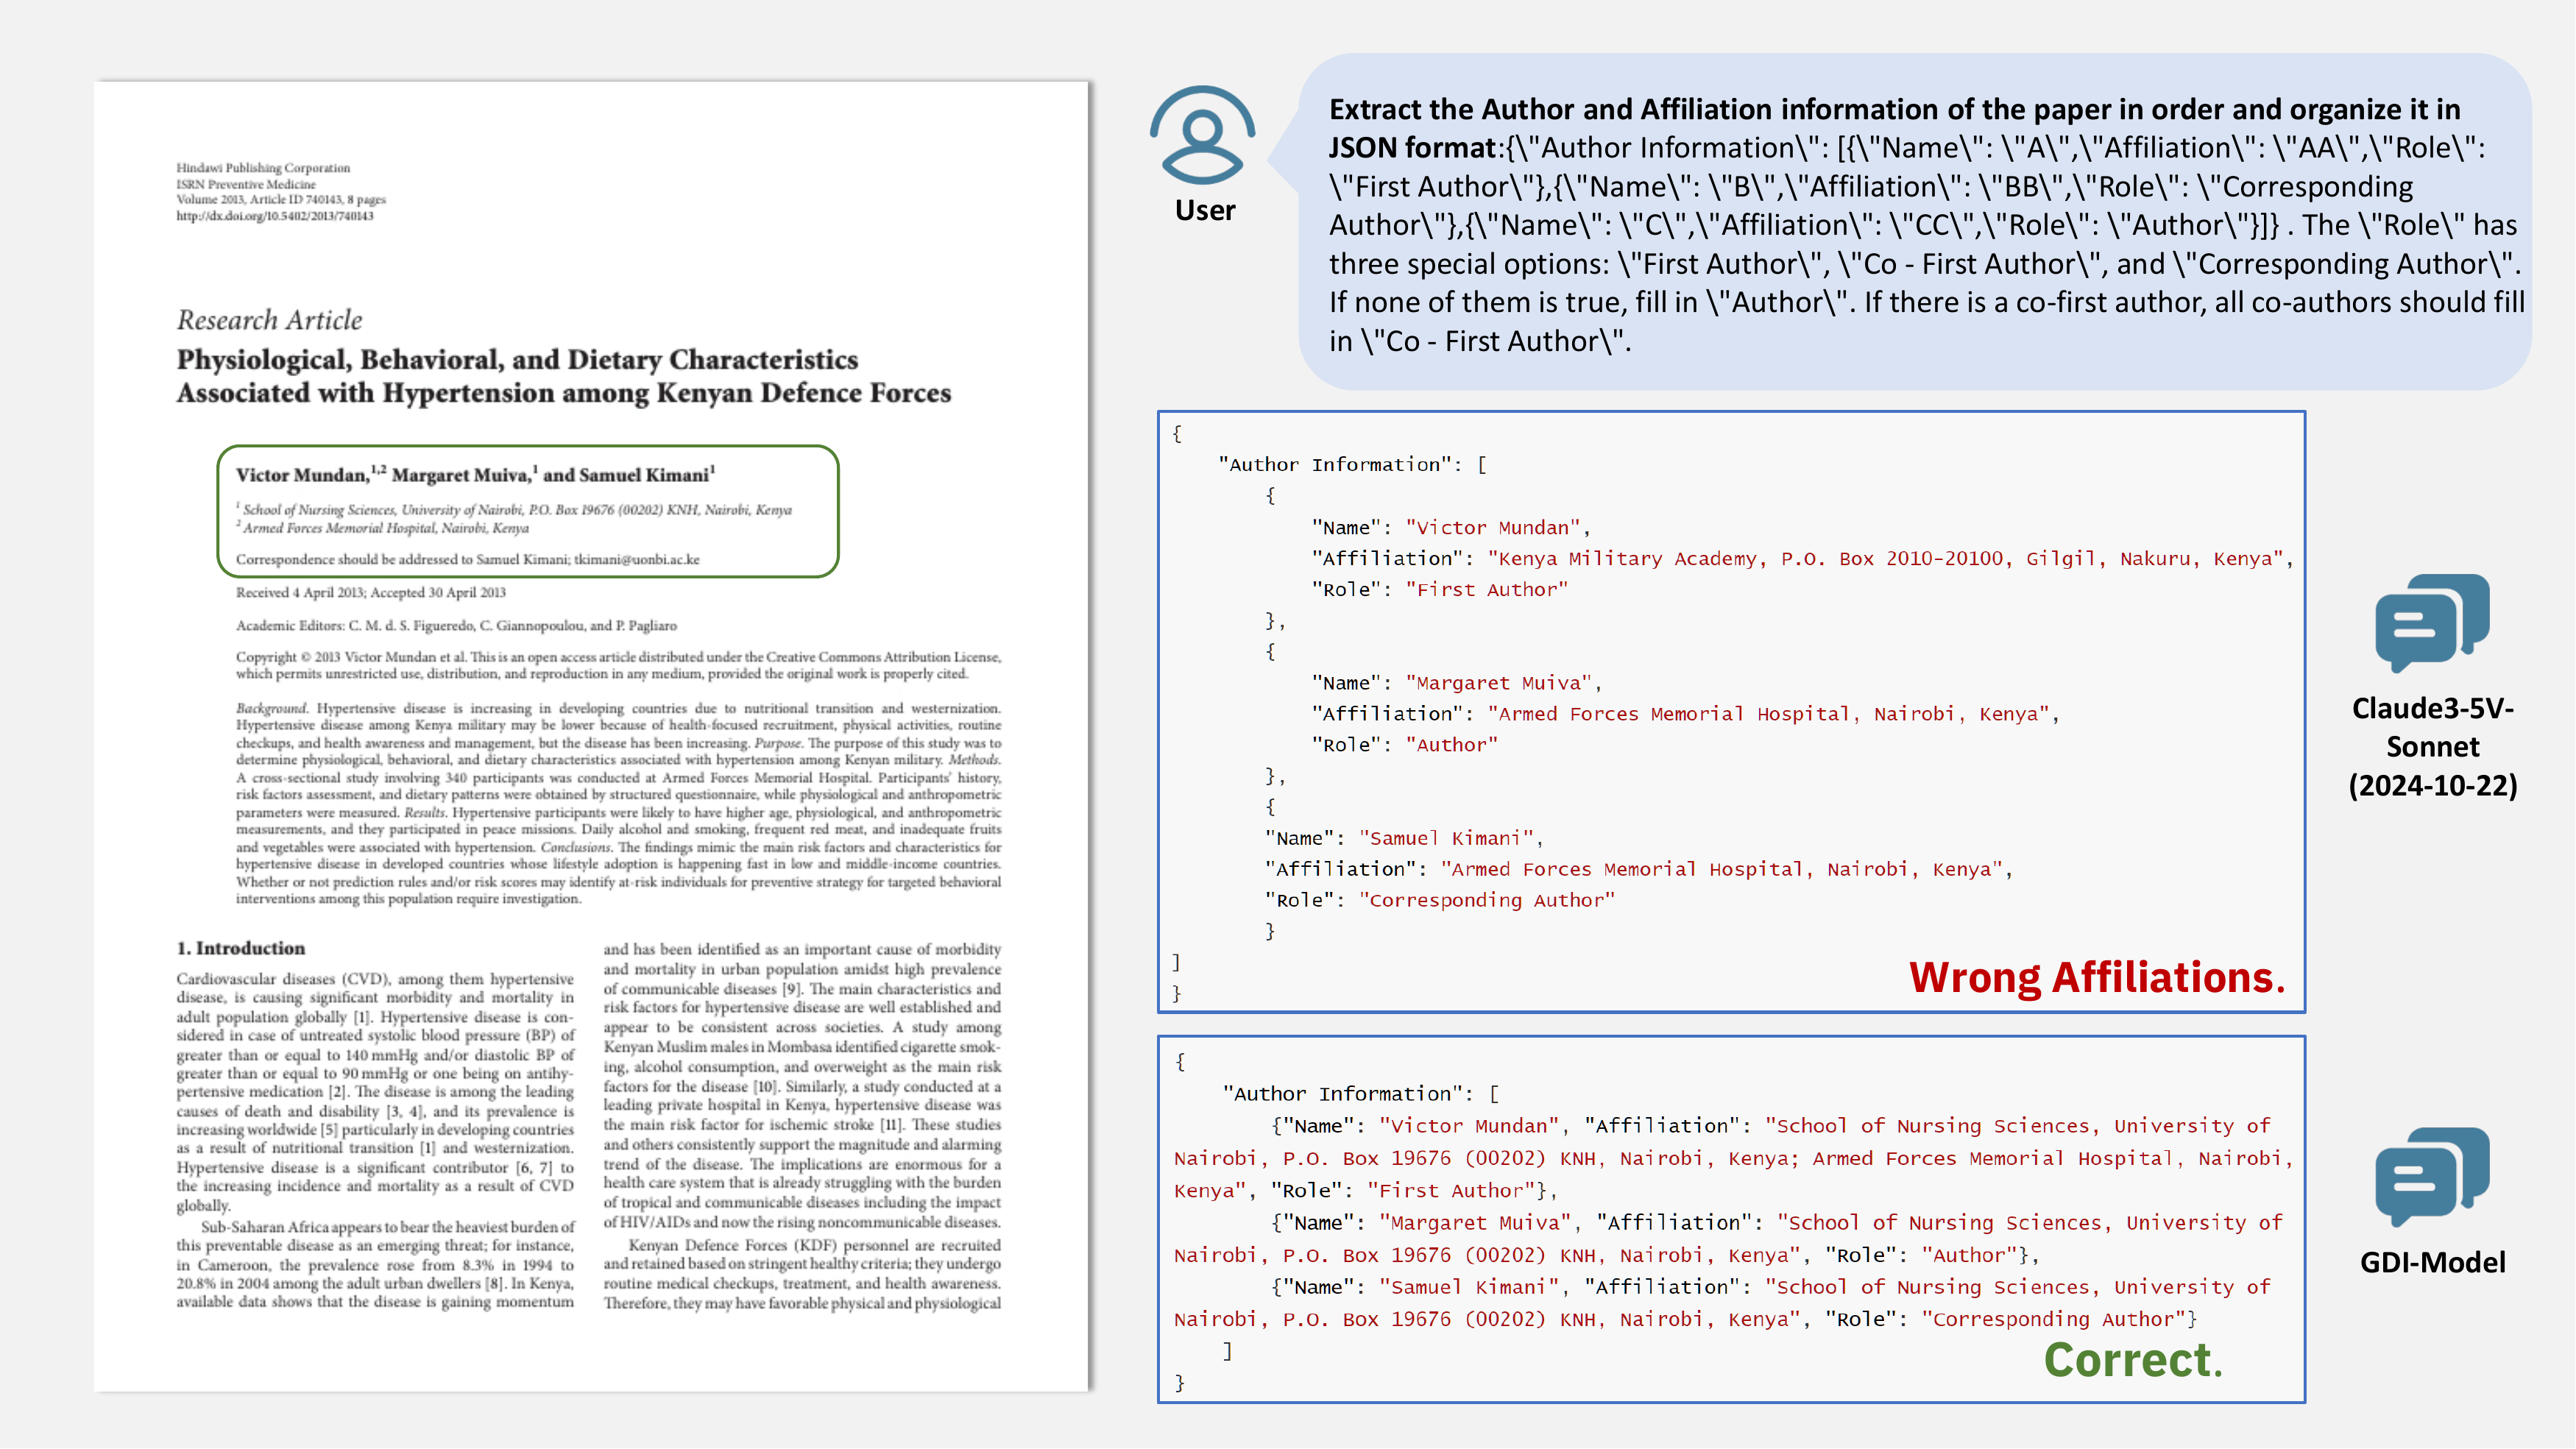 Hindawi Publishing Corporation
ISRN Preventive Medicine
Volume 2013, Article ID 740143, 8 pages
http://dx.doi.org/10.5402/2013/740143
Research Article
Physiological, Behavioral, and Dietary Characteristics
Associated with Hypertension among Kenyan Defence Forces
Victor Mundan,1,2 Margaret Muiva,1 and Samuel Kimani1
1 School of Nursing Sciences, University of Nairobi, P.O. Box 19676 (00202) KNH, Nairobi, Kenya
2 Armed Forces Memorial Hospital, Nairobi, Kenya
Correspondence should be addressed to Samuel Kimani; tkimani@uonbi.ac.ke
Received 4 April 2013; Accepted 30 April 2013
Academic Editors: C. M. d. S. Figueredo, C. Giannopoulou, and P. Pagliaro
Copyright © 2013 Victor Mundan et al. This is an open access article distributed under the Creative Commons Attribution License,
which permits unrestricted use, distribution, and reproduction in any medium, provided the original work is properly cited.
Background. Hypertensive disease is increasing in developing countries due to nutritional transition and westernization.
Hypertensive disease among Kenya military may be lower because of health-focused recruitment, physical activities, routine
checkups, and health awareness and management, but the disease has been increasing. Purpose. The purpose of this study was to
determine physiological, behavioral, and dietary characteristics associated with hypertension among Kenyan military. Methods.
A cross-sectional study involving 340 participants was conducted at Armed Forces Memorial Hospital. Participants' history,
risk factors assessment, and dietary patterns were obtained by structured questionnaire, while physiological and anthropometric
parameters were measured. Results. Hypertensive participants were likely to have higher age, physiological, and anthropometric
measurements, and they participated in peace missions. Daily alcohol and smoking, frequent red meat, and inadequate fruits
and vegetables were associated with hypertension. Conclusions. The findings mimic the main risk factors and characteristics for
hypertensive disease in developed countries whose lifestyle adoption is happening fast in low and middle-income countries.
Whether or not prediction rules and/or risk scores may identify at-risk individuals for preventive strategy for targeted behavioral
interventions among this population require investigation.
1. Introduction
Cardiovascular diseases (CVD), among them hypertensive
disease, is causing significant morbidity and mortality in
adult population globally [1]. Hypertensive disease is con-
sidered in case of untreated systolic blood pressure (BP) of
greater than or equal to 140 mmHg and/or diastolic BP of
greater than or equal to 90 mmHg or one being on antihy-
pertensive medication [2]. The disease is among the leading
causes of death and disability [3, 4], and its prevalence is
increasing worldwide [5] particularly in developing countries
as a result of nutritional transition [1] and westernization.
Hypertensive disease is a significant contributor [6, 7] to
the increasing incidence and mortality as a result of CVD
globally.
Sub-Saharan Africa appears to bear the heaviest burden of
this preventable disease as an emerging threat; for instance,
in Cameroon, the prevalence rose from 8.3% in 1994 to
20.8% in 2004 among the adult urban dwellers [8]. In Kenya,
available data shows that the disease is gaining momentum
and has been identified as an important cause of morbidity
and mortality in urban population amidst high prevalence
of communicable diseases [9]. The main characteristics and
risk factors for hypertensive disease are well established and
appear to be consistent across societies. A study among
Kenyan Muslim males in Mombasa identified cigarette smok-
ing, alcohol consumption, and overweight as the main risk
factors for the disease [10]. Similarly, a study conducted at a
leading private hospital in Kenya, hypertensive disease was
the main risk factor for ischemic stroke [11]. These studies
and others consistently support the magnitude and alarming
trend of the disease. The implications are enormous for a
health care system that is already struggling with the burden
of tropical and communicable diseases including the impact
of HIV/AIDs and now the rising noncommunicable diseases.
Kenyan Defence Forces (KDF) personnel are recruited
and retained based on stringent healthy criteria; they undergo
routine medical checkups, treatment, and health awareness.
Therefore, they may have favorable physical and physiological
User
Extract the Author and Affiliation information of the paper in order and organize it in
JSON format:{\"Author Information\": [{\"Name\": \"A\",\"Affiliation\": \"AA\",\"Role\":
\"First Author\"},{\"Name\": \"B\",\"Affiliation\": \"BB\",\"Role\": \"Corresponding
Author\"},{\"Name\": \"C\",\"Affiliation\": \"CC\",\"Role\": \"Author\"}]} . The \"Role\" has
three special options: \"First Author\", \"Co - First Author\", and \"Corresponding Author\".
If none of them is true, fill in \"Author\". If there is a co-first author, all co-authors should fill
in \"Co - First Author\".
{
"Author Information": [
{
"Name": "Victor Mundan",
"Affiliation": "Kenya Military Academy, P.O. Box 2010-20100, Gilgil, Nakuru, Kenya",
"Role": "First Author"
},
{
"Name": "Margaret Muiva",
"Affiliation": "Armed Forces Memorial Hospital, Nairobi, Kenya",
"Role": "Author"
},
{
"Name": "Samuel Kimani",
"Affiliation": "Armed Forces Memorial Hospital, Nairobi, Kenya",
"Role": "Corresponding Author"
}
]
}
Wrong Affiliations.
Claude3-5V-
Sonnet
(2024-10-22)
{
"Author Information": [
{"Name": "Victor Mundan", "Affiliation": "School of Nursing Sciences, University of
Nairobi, P.O. Box 19676 (00202) KNH, Nairobi, Kenya; Armed Forces Memorial Hospital, Nairobi,
Kenya", "Role": "First Author"},
{"Name": "Margaret Muiva", "Affiliation": "School of Nursing Sciences, University of
Nairobi, P.O. Box 19676 (00202) KNH, Nairobi, Kenya", "Role": "Author"},
{"Name": "Samuel Kimani", "Affiliation": "School of Nursing Sciences, University of
Nairobi, P.O. Box 19676 (00202) KNH, Nairobi, Kenya", "Role": "Corresponding Author"}
]
}
Correct.
GDI-Model